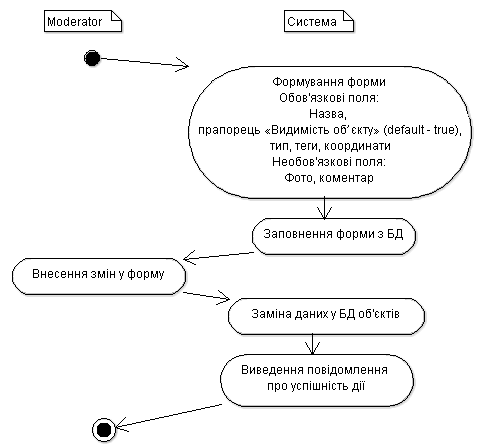 Moderator
Система
Формування форми
Обов'язкові поля:
Назва,
прапорець «Видимість об'єкту» (default - true),
тип, теги, координати
Необов'язкові поля:
Фото, коментар
Заповнення форми з БД
Внесення змін у форму
Заміна даних у БД об'єктів
Виведення повідомлення
про успішність дії